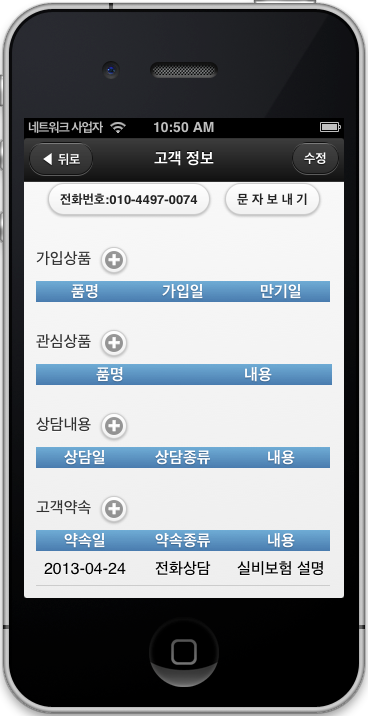 네트워크 사업자 10:50 AM
뒤로 고객 정보 수정
전화번호:010-4497-0074 문 자 보 내 기
가입상품
품명 가입일 만기일
관심상품
품명 내용
상담내용
상담일 상담종류 내용
고객약속
약속일 약속종류 내용
2013-04-24 전화상담 실비보험 설명